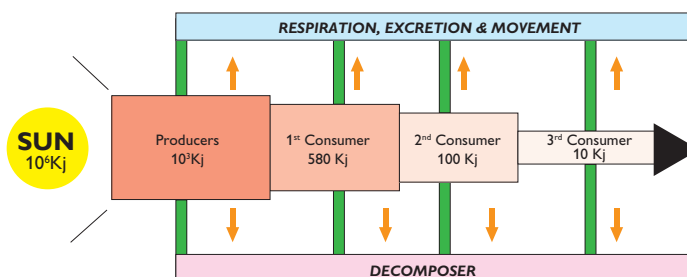 RESPIRATION, EXCRETION & MOVEMENT
SUN
10⁶Kj
Producers
10³Kj
1ˢᵗ Consumer
580 Kj
2ⁿᵈ Consumer
100 Kj
3ʳᵈ Consumer
10 Kj
DECOMPOSER